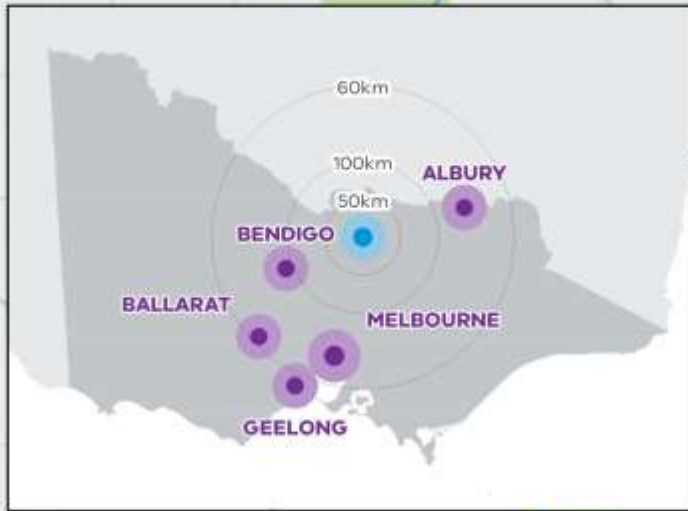 60km
100km
ALBURY
50km
BENDIGO
BALLARAT
MELBOURNE
GEELONG